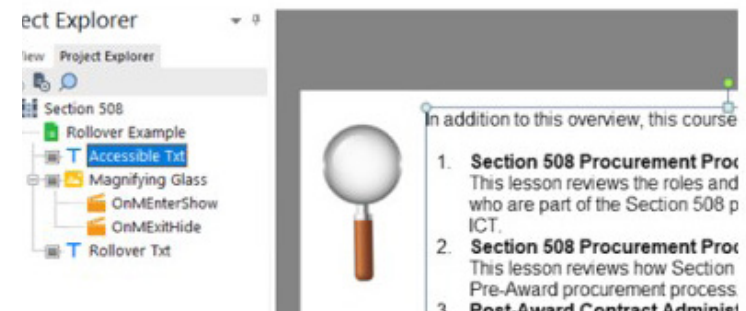 ect Explorer
iew Project Explorer
Section 508
Rollover Example
Accessible Txt
Magnifying Glass
OnMEnterShow
OnMExitHide
Rollover Txt
In addition to this overview, this course
1. Section 508 Procurement Proc
This lesson reviews the roles and
who are part of the Section 508 p
ICT.
2. Section 508 Procurement Proc
This lesson reviews how Section
Pre-Award procurement process.
3. Post-Award Contract Administ